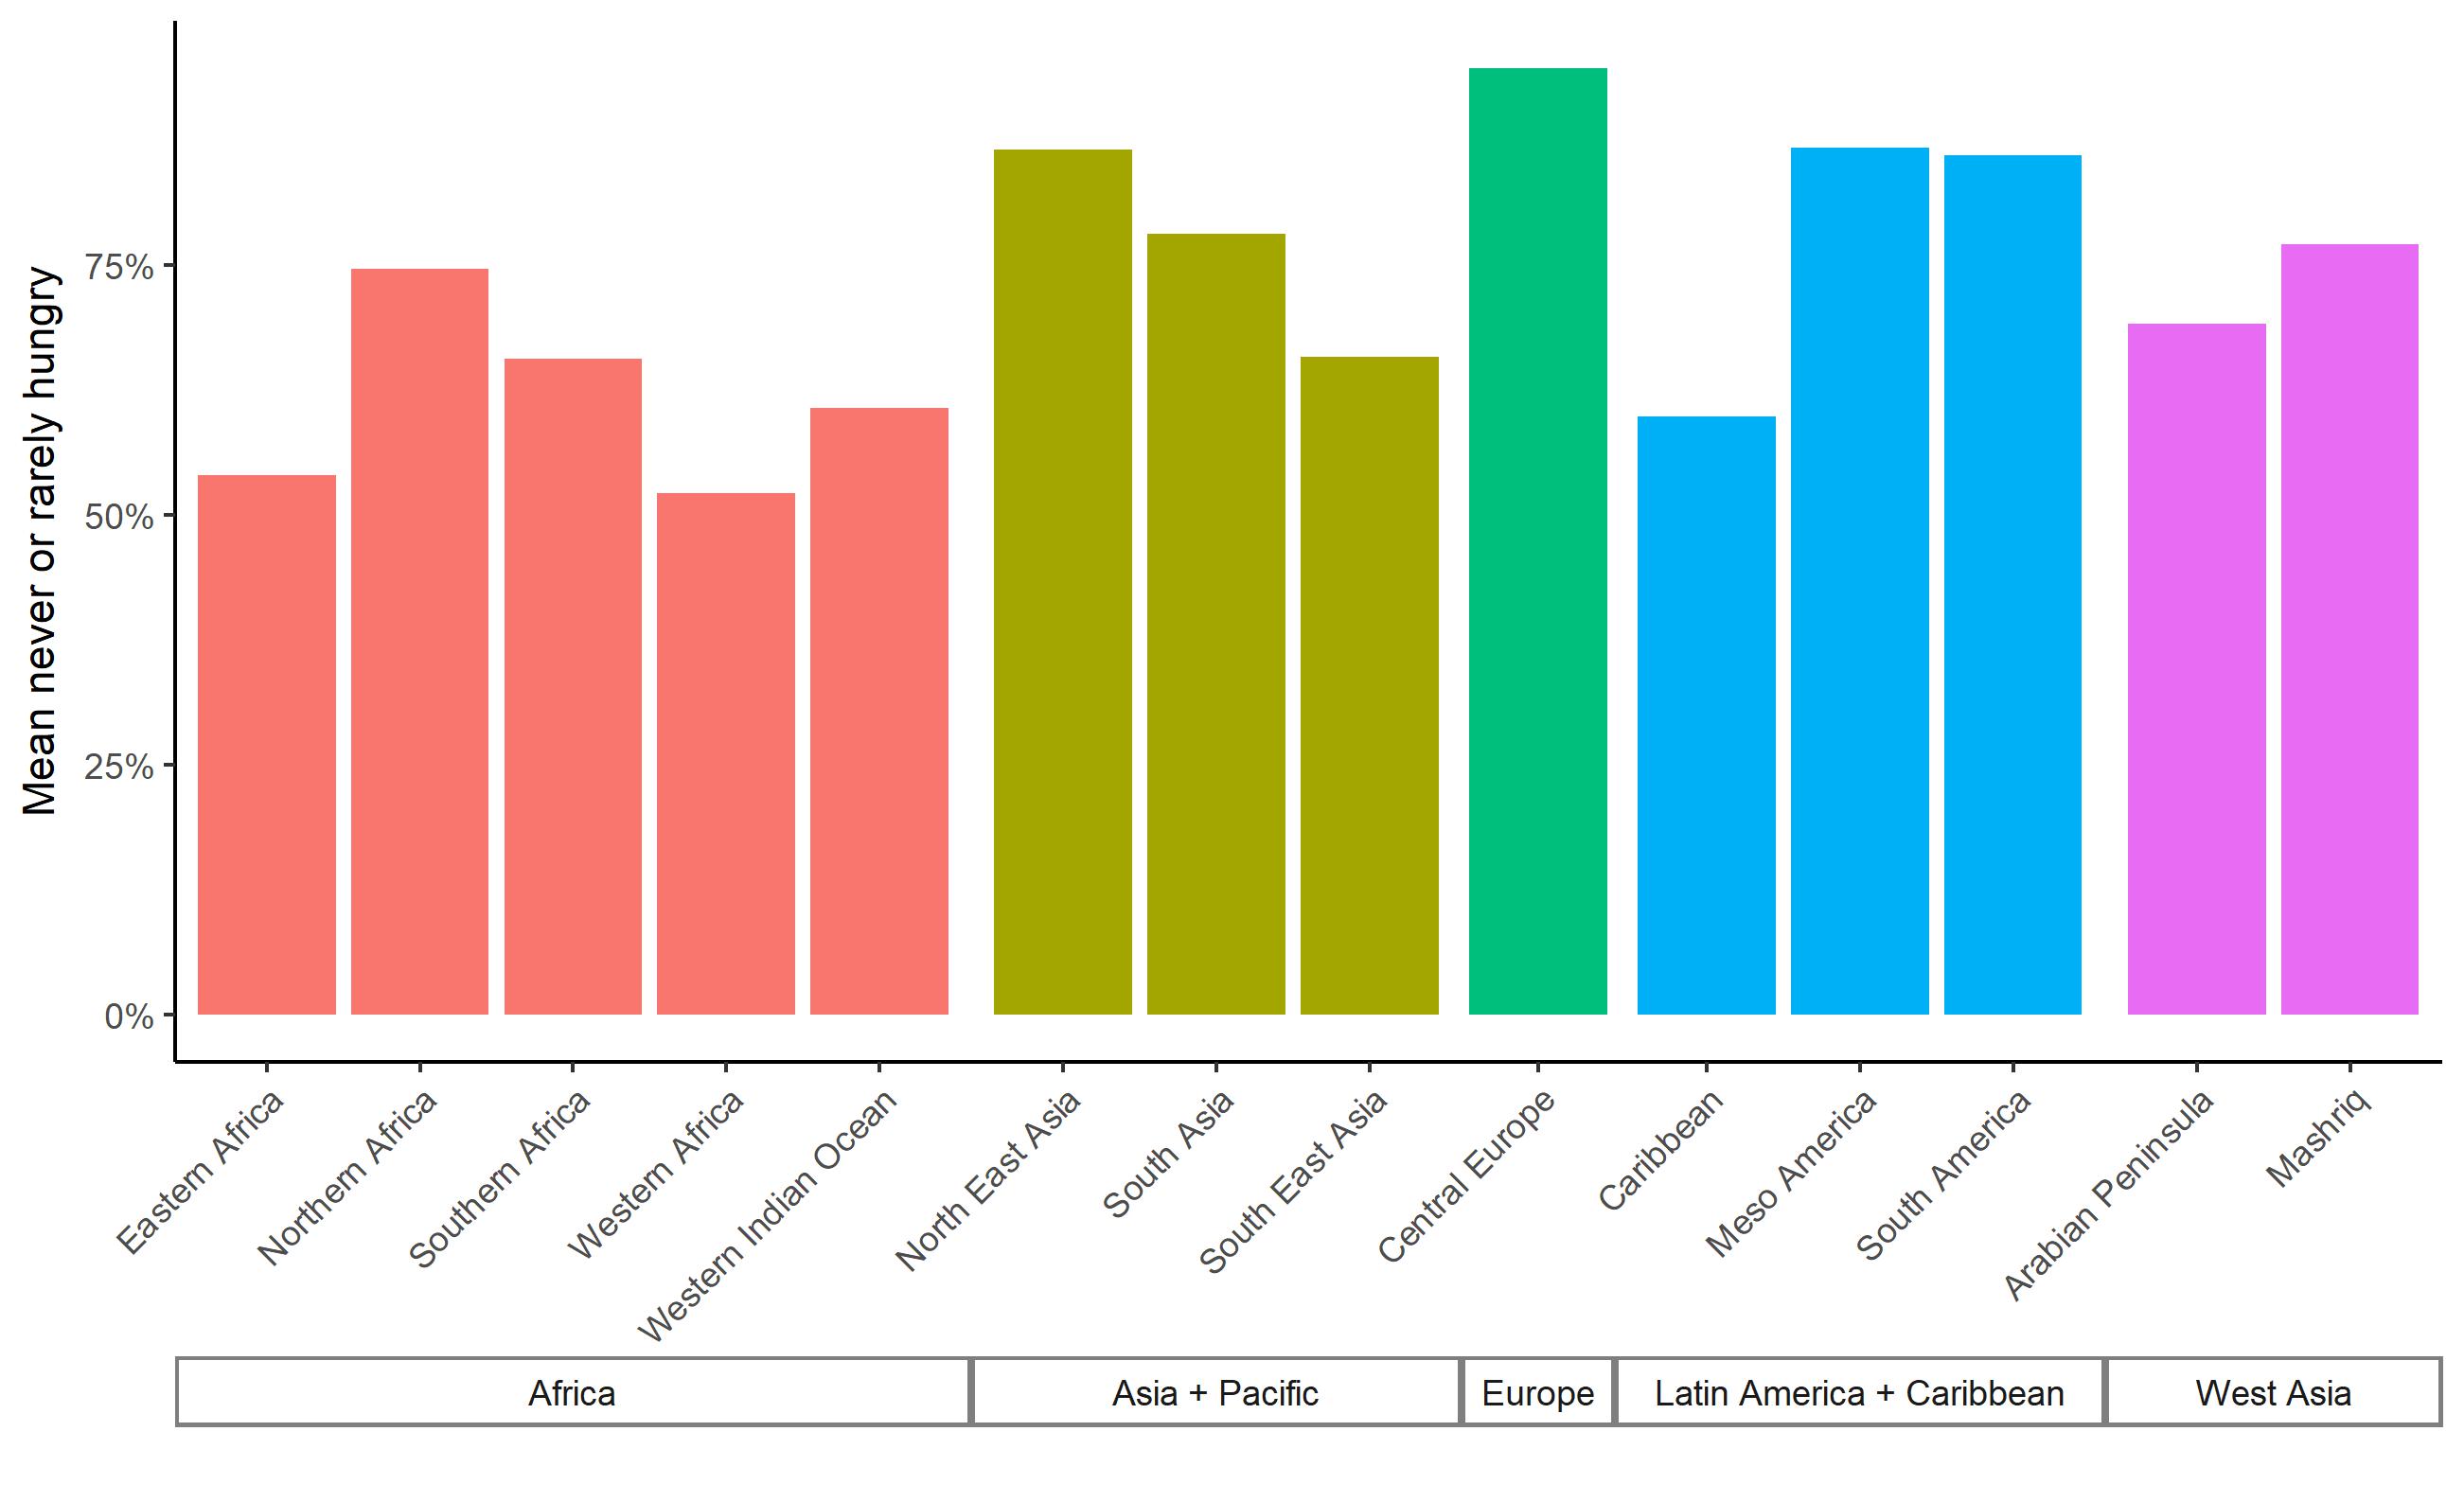 Mean never or rarely hungry
75%
50%
25%
0%
Eastern Africa
Northern Africa
Southern Africa
Western Africa
Western Indian Ocean
North East Asia
South Asia
South East Asia
Central Europe
Caribbean
Meso America
South America
Arabian Peninsula
Mashriq
Africa
Asia + Pacific
Europe
Latin America + Caribbean
West Asia